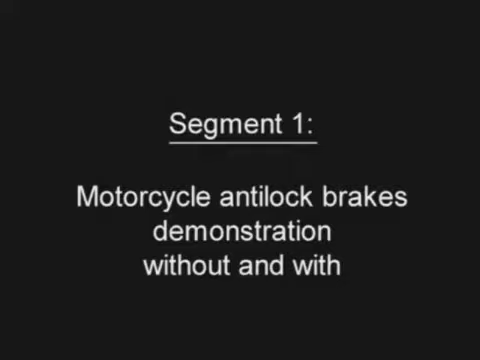 Segment 1:
Motorcycle antilock brakes
demonstration
without and with